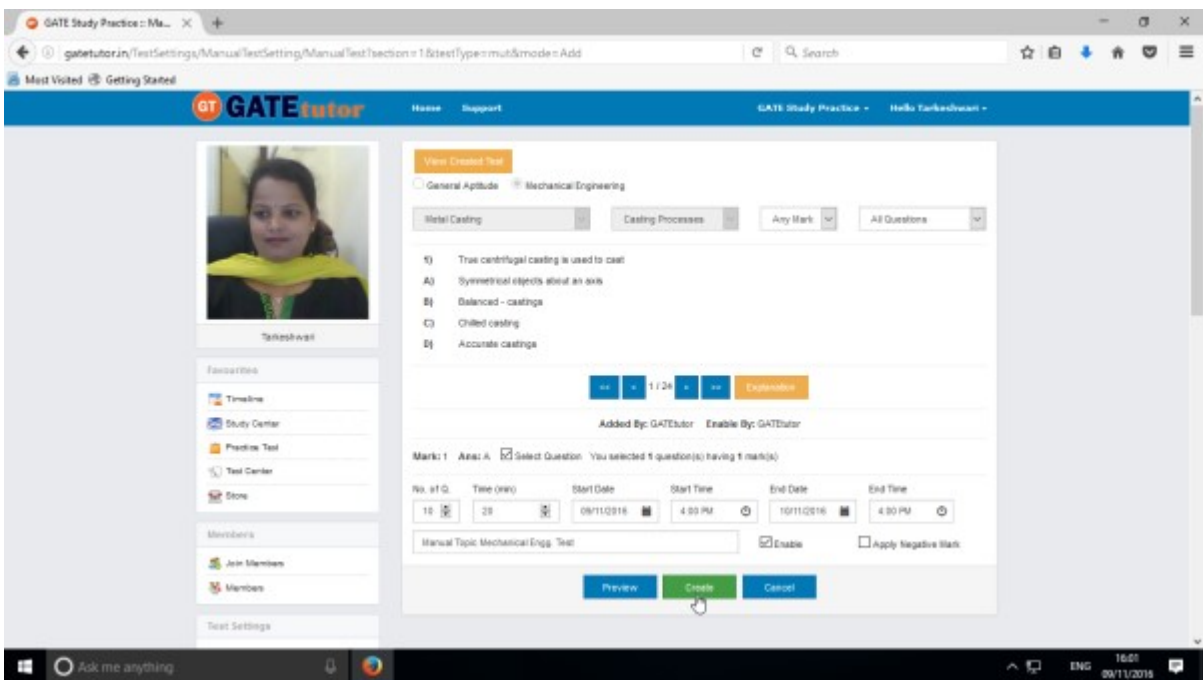 GATE Study Practice :: Ma...
gatetutor.in/TestSettings/ManualTestSetting/ManualTest?section=1&testType=mut&mode=Add
Search
Most Visited Getting Started
GT GATEtutor Home Support GATE Study Practice Hello Tarkeshwari
View Created Test
General Aptitude Mechanical Engineering
Metal Casting Casting Processes Any Mark All Questions
1) True centrifugal casting is used to cast
A) Symmetrical objects about an axis
B) Balanced - castings
C) Chilled casting
D) Accurate castings
Tarkeshwari
Favourites
Timeline
Study Center
Practice Test
Test Center
Store
Members
Join Members
Members
Test Settings
<< < 1 / 24 > >> Explanation
Added By: GATEtutor Enable By: GATEtutor
Mark: 1 Ans: A Select Question You selected 1 question(s) having 1 mark(s)
No. of Q. Time (min) Start Date Start Time End Date End Time
10 20 09/11/2016 4:00 PM 10/11/2016 4:00 PM
Manual Topic Mechanical Engg. Test Enable Apply Negative Mark
Preview Create Cancel
Ask me anything
ENG 16:01
09/11/2016